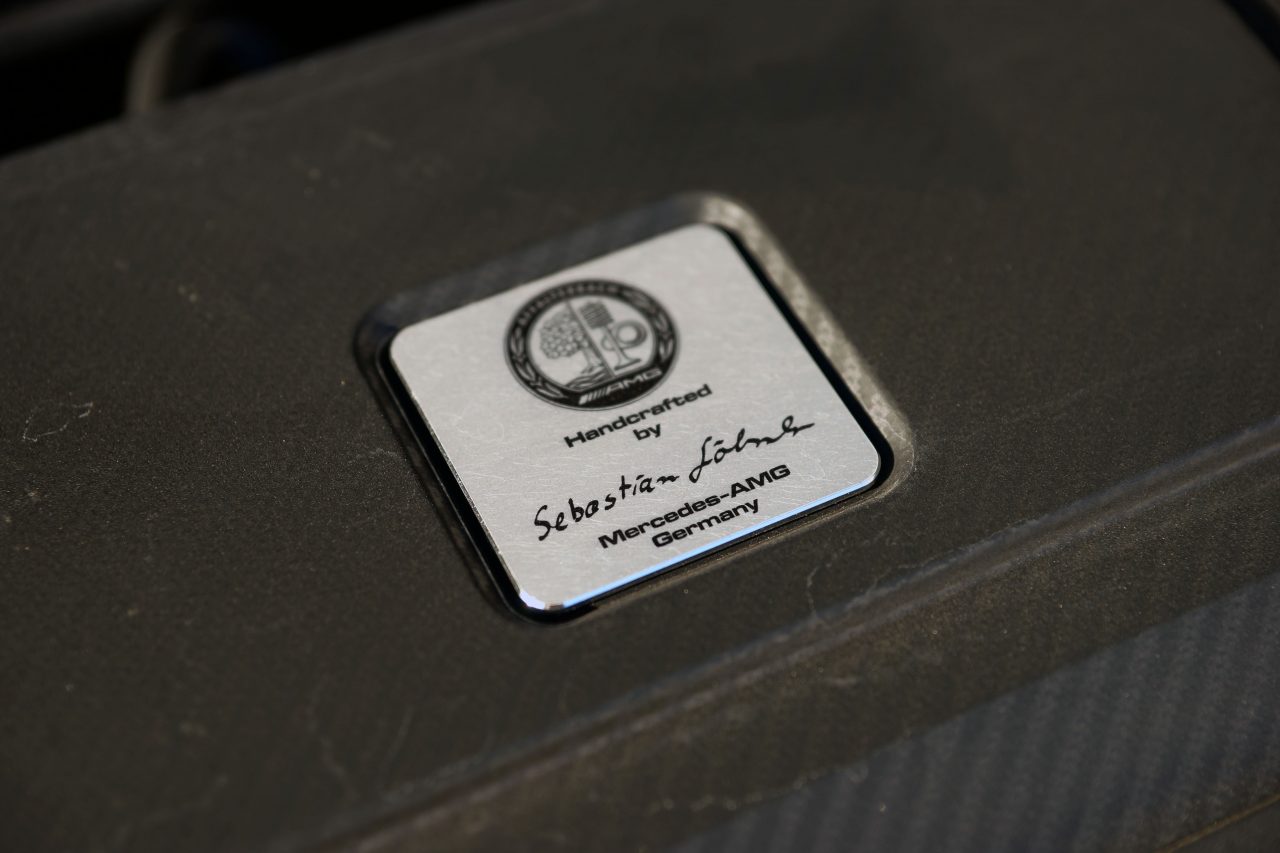 AMG
Handcrafted
by
Sebastian
Mercedes-AMG
Germany